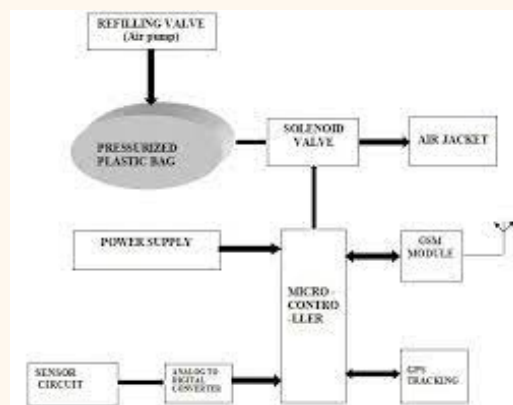 REFILLING VALVE
(Air pump)
PRESSURIZED
PLASTIC BAG
SOLENOID
VALVE
AIR JACKET
POWER SUPPLY
GSM
MODULE
MICRO-
CONTRO
-LLER
SENSOR
CIRCUIT
ANALOG TO
DIGITAL
CONVERTER
GPS
TRACKING